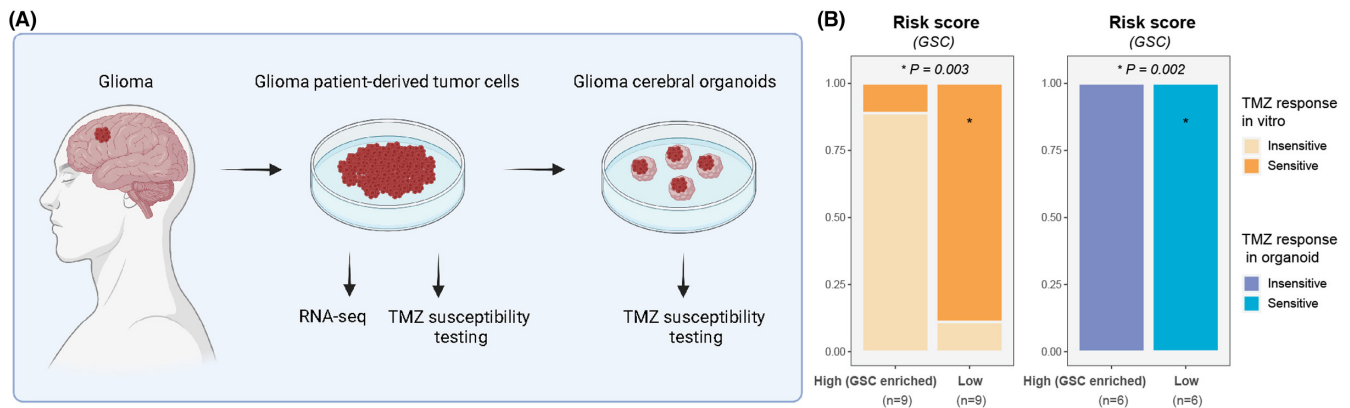 (A)
Glioma
Glioma patient-derived tumor cells
Glioma cerebral organoids
RNA-seq
TMZ susceptibility
testing
TMZ susceptibility
testing
(B)
Risk score
(GSC)
* P = 0.003
1.00
0.75
0.50
0.25
0.00
*
High (GSC enriched)
(n=9)
Low
(n=9)
Risk score
(GSC)
* P = 0.002
1.00
0.75
0.50
0.25
0.00
*
High (GSC enriched)
(n=6)
Low
(n=6)
TMZ response
in vitro
Insensitive
Sensitive
TMZ response
in organoid
Insensitive
Sensitive